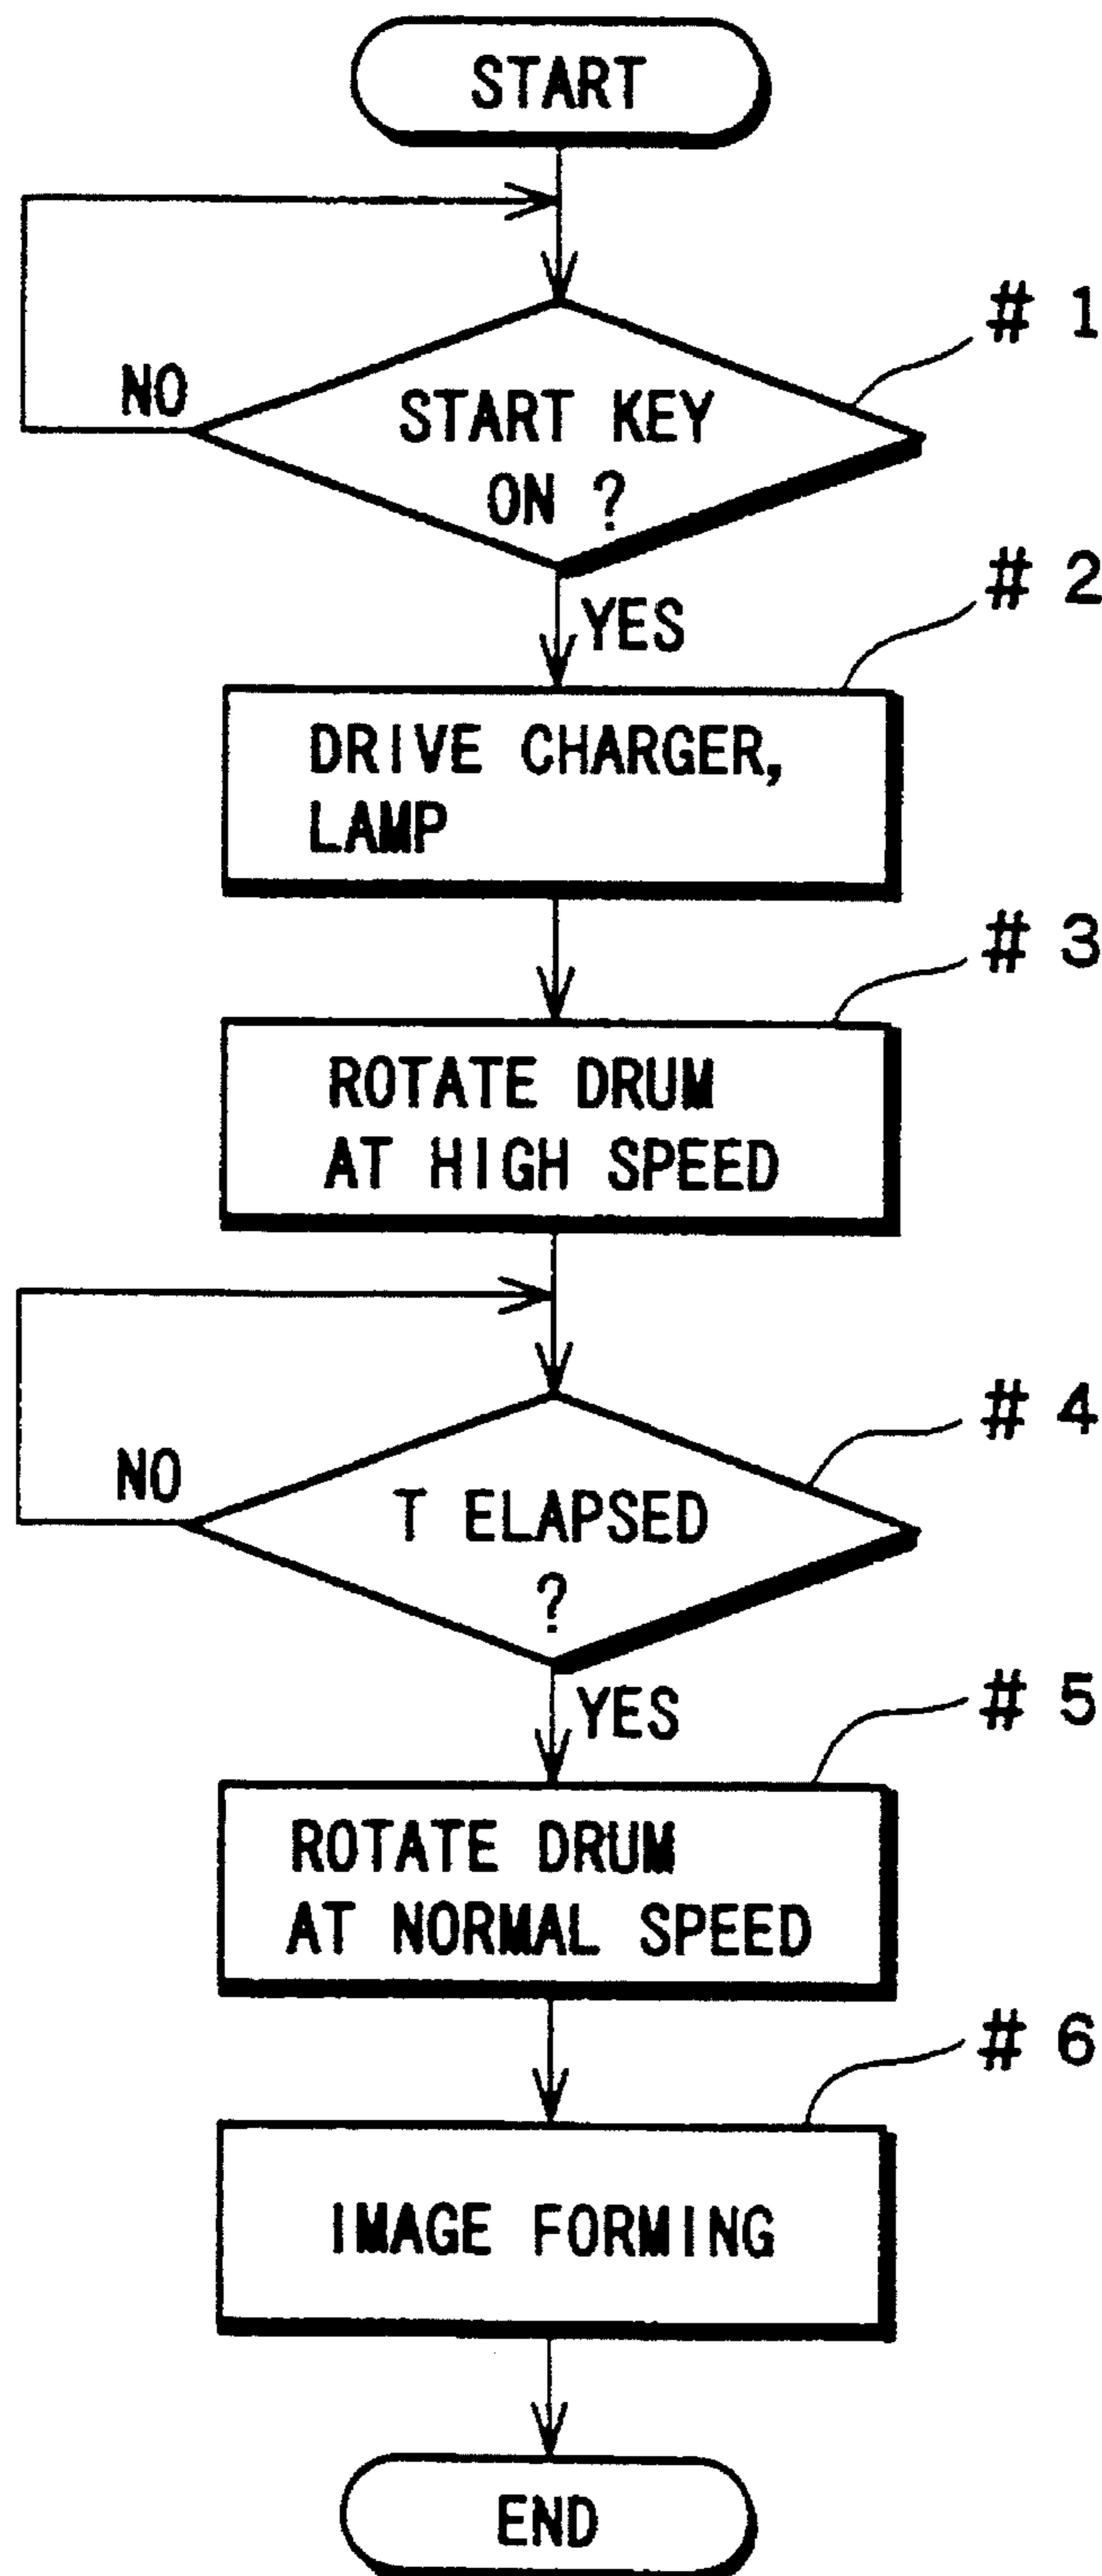 START
# 1
NO
START KEY
ON ?
# 2
YES
DRIVE CHARGER,
LAMP
# 3
ROTATE DRUM
AT HIGH SPEED
# 4
NO
T ELAPSED
?
# 5
YES
ROTATE DRUM
AT NORMAL SPEED
# 6
IMAGE FORMING
END